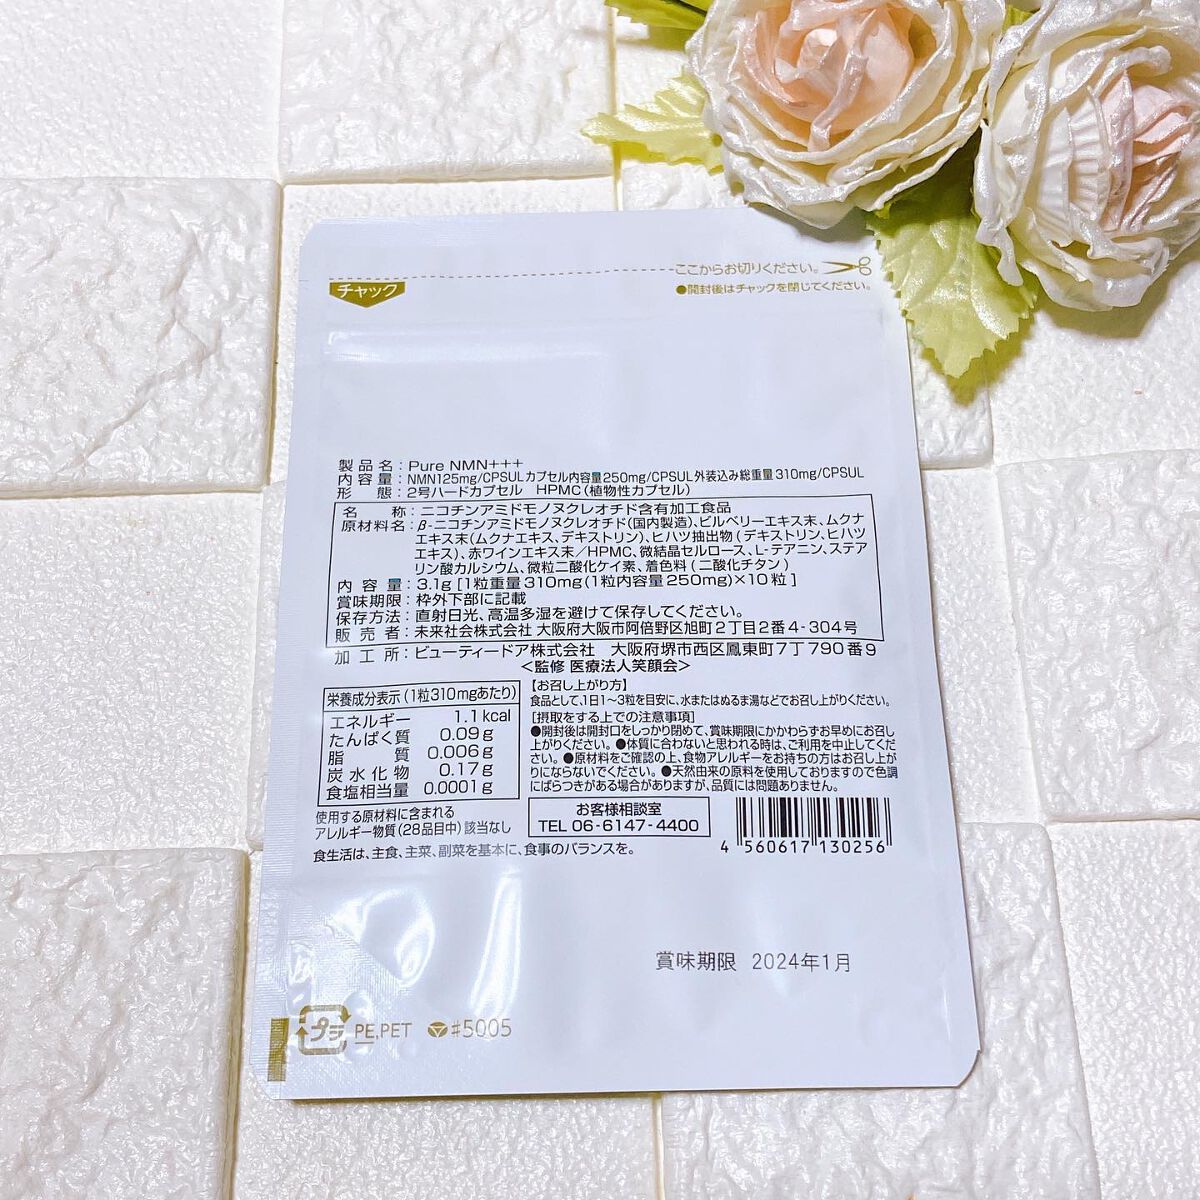 ここからお切りください。
チャック
●開封後はチャックを閉じてください。
製品名：Pure NMN+++
内容量：NMN125mg/CPSULカプセル内容量250mg/CPSUL外装込み総重量310mg/CPSUL
形　態：2号ハードカプセル　HPMC(植物性カプセル)
名　称：ニコチンアミドモノヌクレオチド含有加工食品
原材料名：β-ニコチンアミドモノヌクレオチド(国内製造)、ビルベリーエキス末、ムクナ
エキス末(ムクナエキス、デキストリン)、ヒハツ抽出物(デキストリン、ヒハツ
エキス)、赤ワインエキス末／HPMC、微結晶セルロース、L-テアニン、ステア
リン酸カルシウム、微粒二酸化ケイ素、着色料(二酸化チタン)
内容量：3.1g [1粒重量310mg(1粒内容量250mg)×10粒]
賞味期限：枠外下部に記載
保存方法：直射日光、高温多湿を避けて保存してください。
販売者：未来社会株式会社 大阪府大阪市阿倍野区旭町2丁目2番4-304号
加工所：ビューティードア株式会社　大阪府堺市西区鳳東町7丁790番9
＜監修 医療法人笑顔会＞
栄養成分表示(1粒310mgあたり)
エネルギー 1.1kcal
たんぱく質 0.09g
脂質 0.006g
炭水化物 0.17g
食塩相当量 0.0001g
使用する原材料に含まれる
アレルギー物質(28品目中)該当なし
【お召し上がり方】
食品として、1日1～3粒を目安に、水またはぬるま湯などでお召し上がりください。
[摂取をする上での注意事項]
●開封後は開封口をしっかり閉めて、賞味期限にかかわらずお早めにお召し
上がりください。●体質に合わないと思われる時は、ご利用を中止してくだ
さい。●原材料をご確認の上、食物アレルギーをお持ちの方はお召し上が
りにならないでください。●天然由来の原料を使用しておりますので色調
にばらつきがある場合がありますが、品質には問題ありません。
お客様相談室
TEL 06-6147-4400
4 560617 130256
食生活は、主食、主菜、副菜を基本に、食事のバランスを。
賞味期限 2024年1月
プラ PE,PET #5005